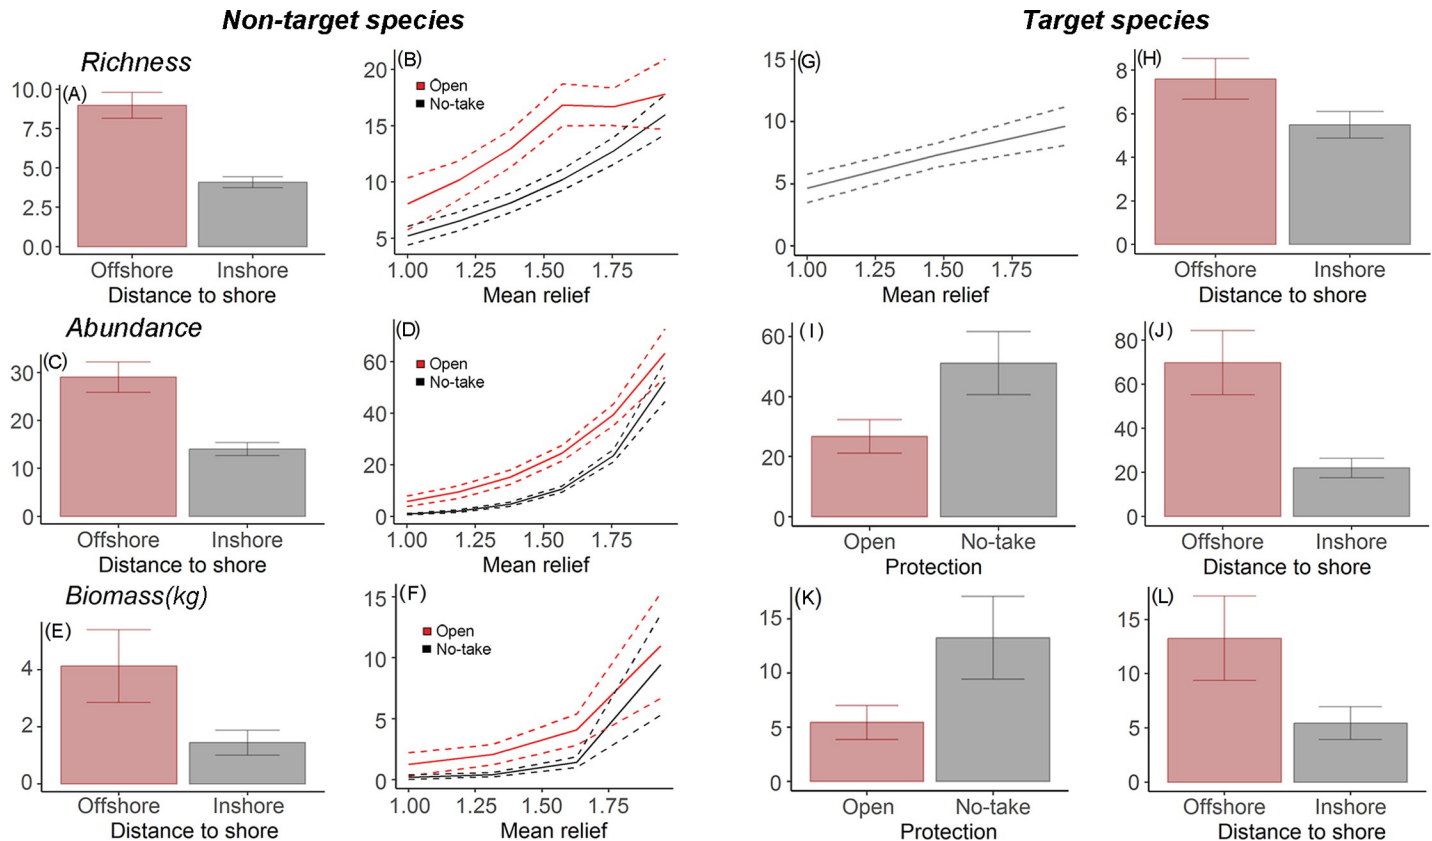 Non-target species
Target species
Richness
(A)
10.0
7.5
5.0
2.5
0.0
Offshore Inshore
Distance to shore
(B)
Open
No-take
20
15
10
5
1.00 1.25 1.50 1.75
Mean relief
(G)
15
10
5
0
1.00 1.25 1.50 1.75
Mean relief
(H)
8
6
4
2
0
Offshore Inshore
Distance to shore
Abundance
(C)
30
20
10
0
Offshore Inshore
Distance to shore
(D)
Open
No-take
60
40
20
0
1.00 1.25 1.50 1.75
Mean relief
(I)
60
40
20
0
Open No-take
Protection
(J)
80
60
40
20
0
Offshore Inshore
Distance to shore
Biomass(kg)
(E)
4
2
0
Offshore Inshore
Distance to shore
(F)
Open
No-take
15
10
5
0
1.00 1.25 1.50 1.75
Mean relief
(K)
15
10
5
0
Open No-take
Protection
(L)
15
10
5
0
Offshore Inshore
Distance to shore